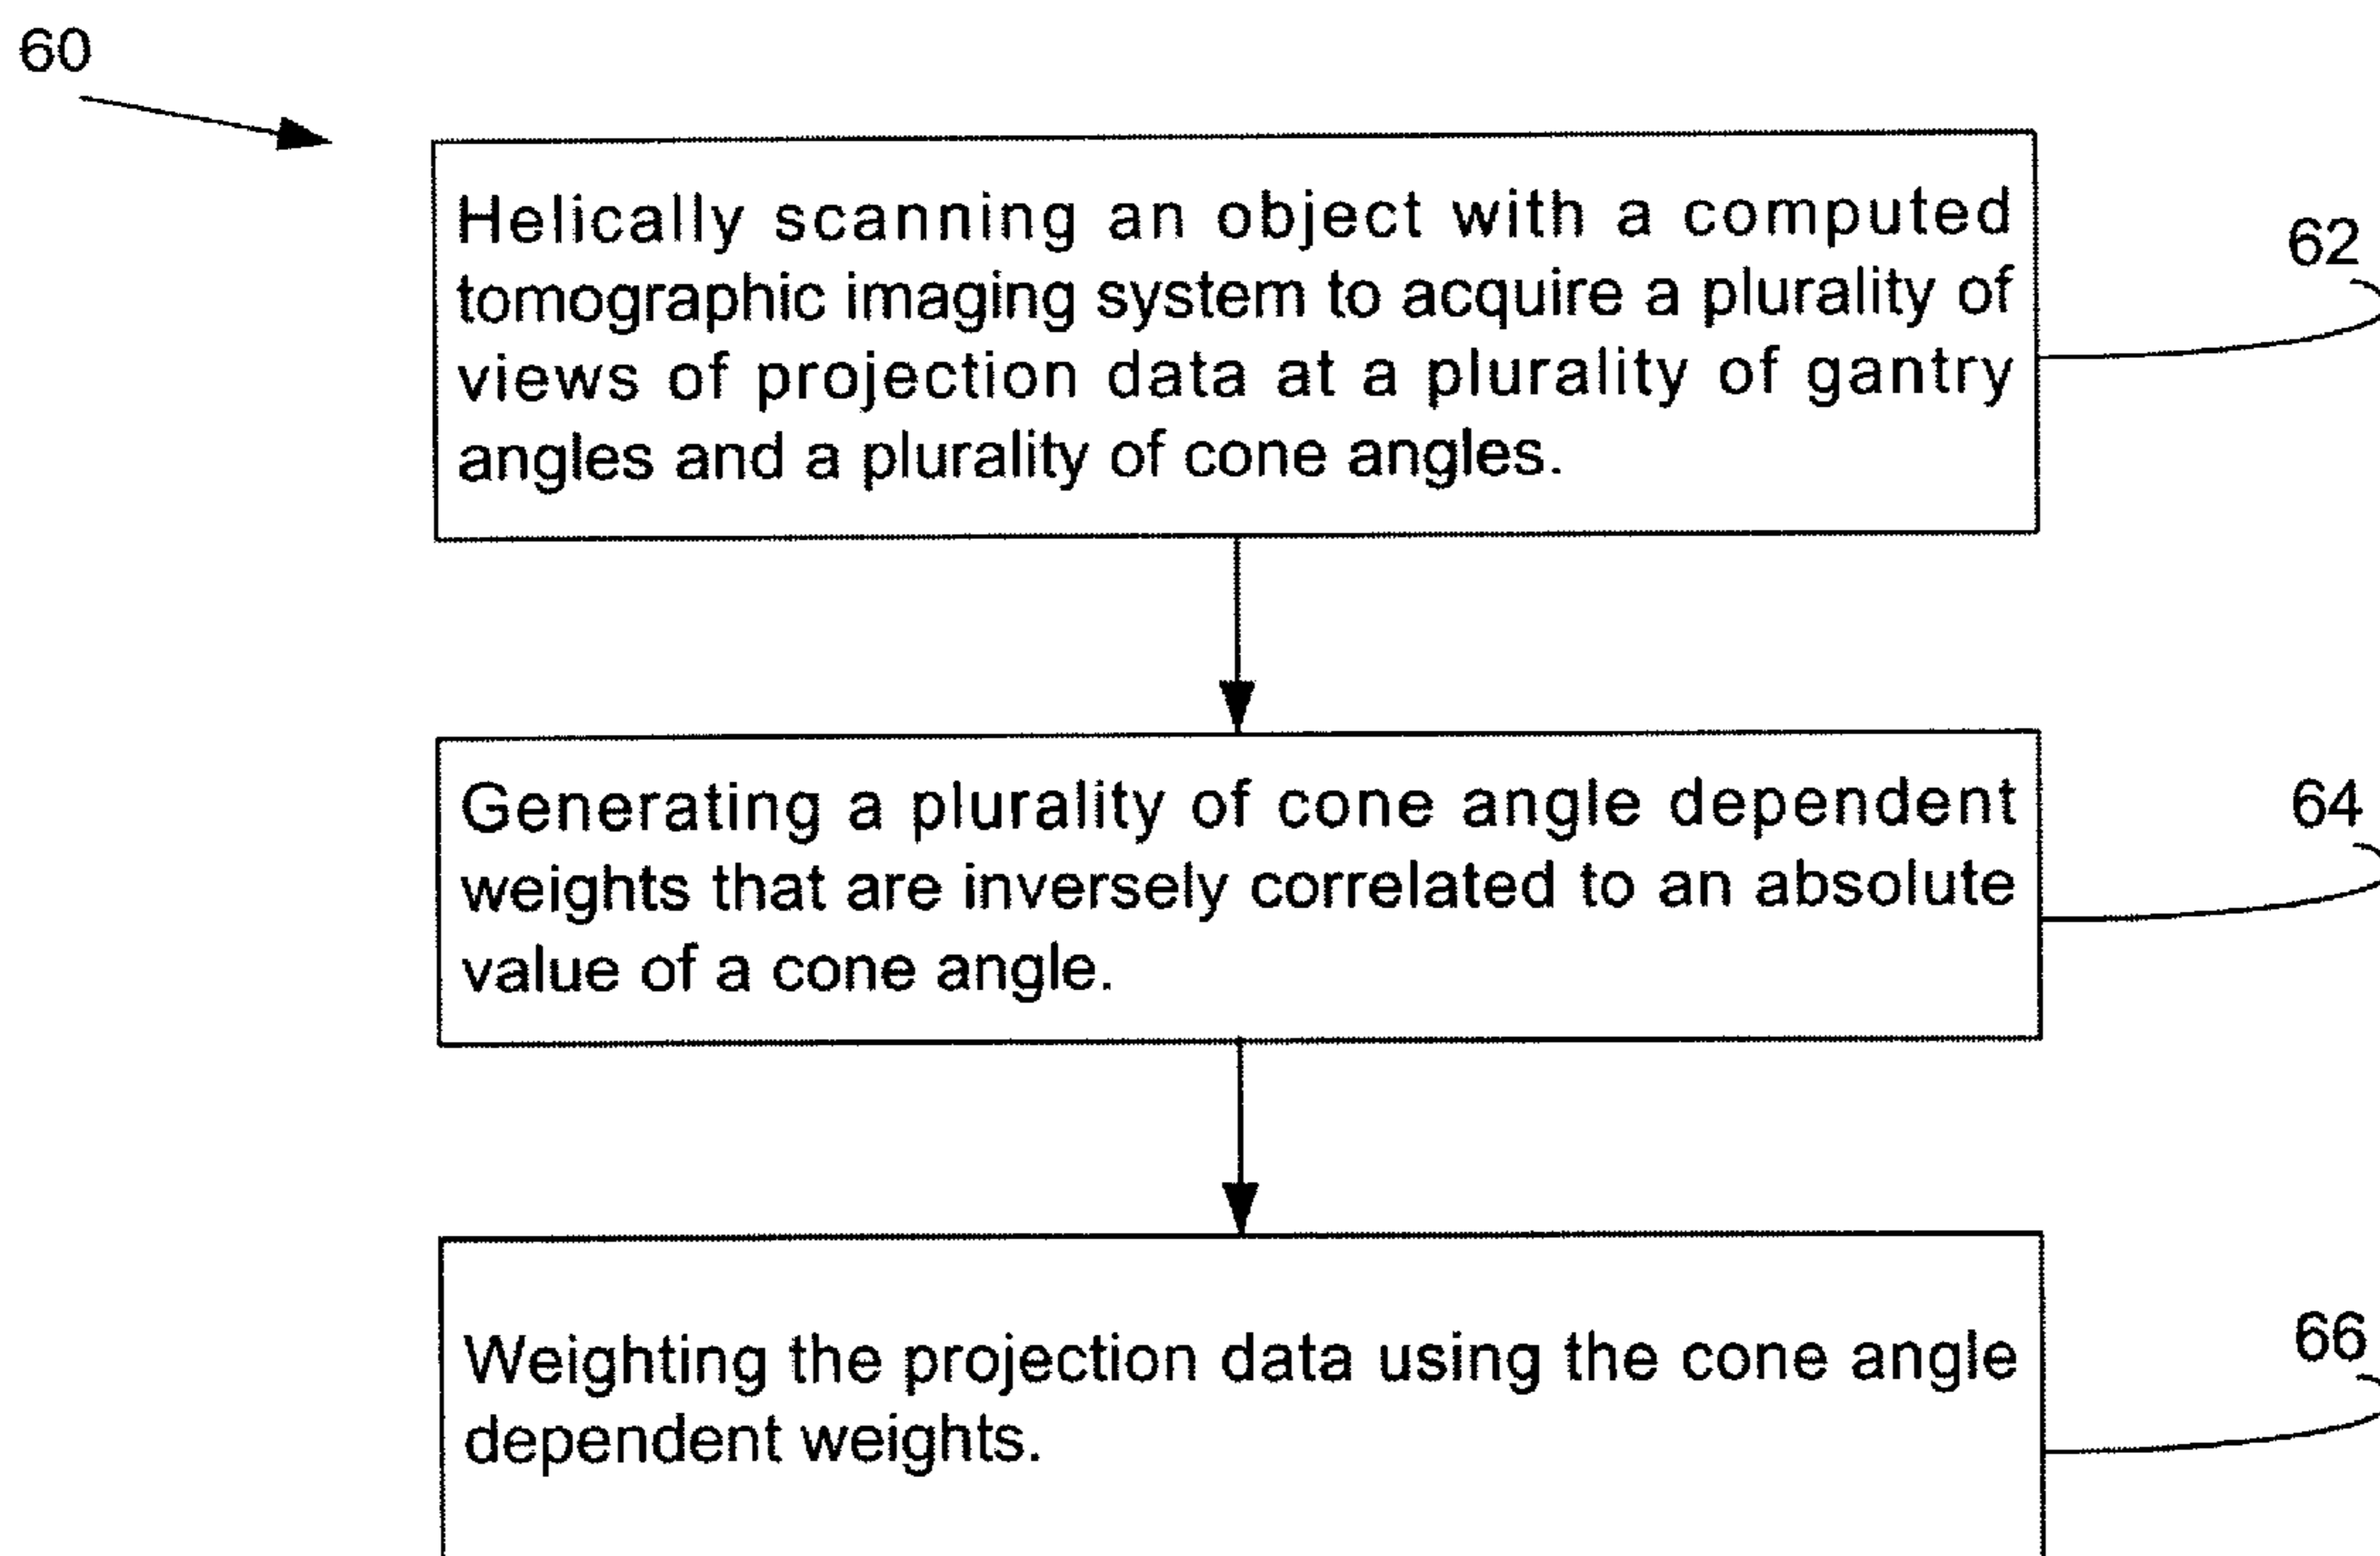 60
Helically scanning an object with a computed
tomographic imaging system to acquire a plurality of
views of projection data at a plurality of gantry
angles and a plurality of cone angles.
62
Generating a plurality of cone angle dependent
weights that are inversely correlated to an absolute
value of a cone angle.
64
Weighting the projection data using the cone angle
dependent weights.
66